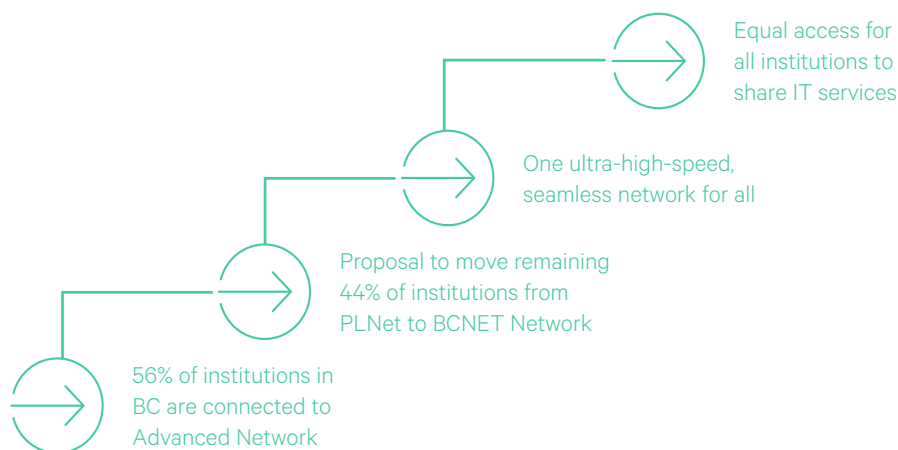 Equal access for
all institutions to
share IT services
One ultra-high-speed,
seamless network for all
Proposal to move remaining
44% of institutions from
PLNet to BCNET Network
56% of institutions in
BC are connected to
Advanced Network